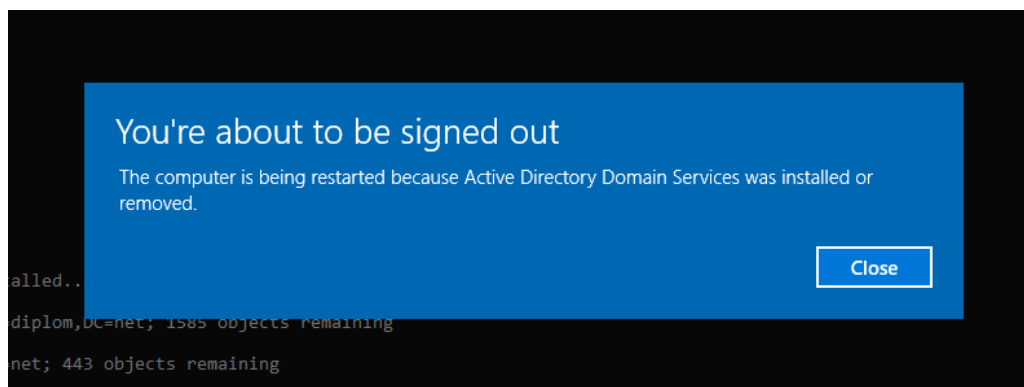 You're about to be signed out
The computer is being restarted because Active Directory Domain Services was installed or
removed.
Close
alled..
=diplom,DC=net; 1585 objects remaining
=net; 443 objects remaining